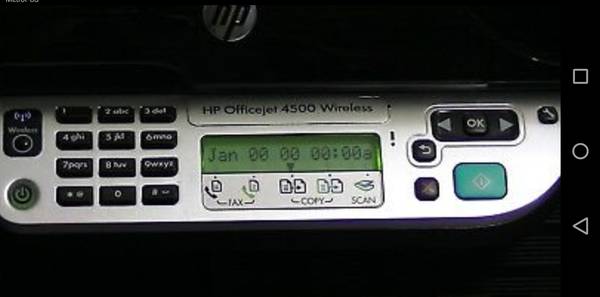 hp
HP Officejet 4500 Wireless
Wireless
1 2 abc 3 def
4 ghi 5 jkl 6 mno
7pqrs 8 tuv 9wxyz
* @ 0 # -
Jan 00 00 00:00a
OK
!
FAX COPY SCAN